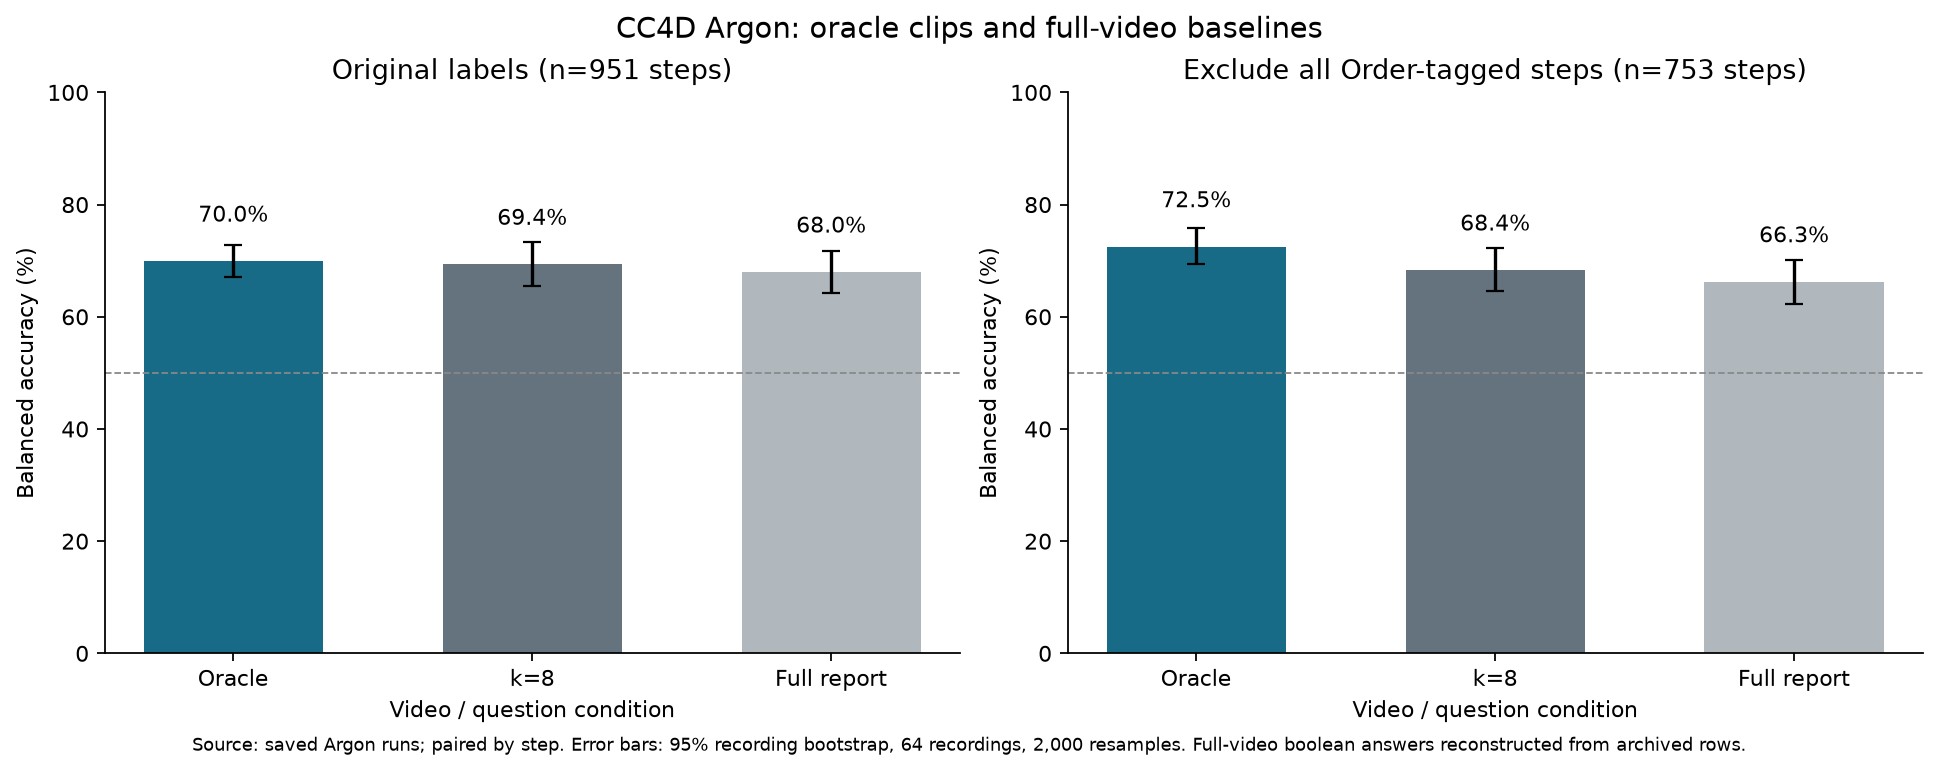 CC4D Argon: oracle clips and full-video baselines
Original labels (n=951 steps)
Balanced accuracy (%)
100
80
60
40
20
0
70.0%
69.4%
68.0%
Oracle
k=8
Full report
Video / question condition
Exclude all Order-tagged steps (n=753 steps)
Balanced accuracy (%)
100
80
60
40
20
0
72.5%
68.4%
66.3%
Oracle
k=8
Full report
Video / question condition
Source: saved Argon runs; paired by step. Error bars: 95% recording bootstrap, 64 recordings, 2,000 resamples. Full-video boolean answers reconstructed from archived rows.